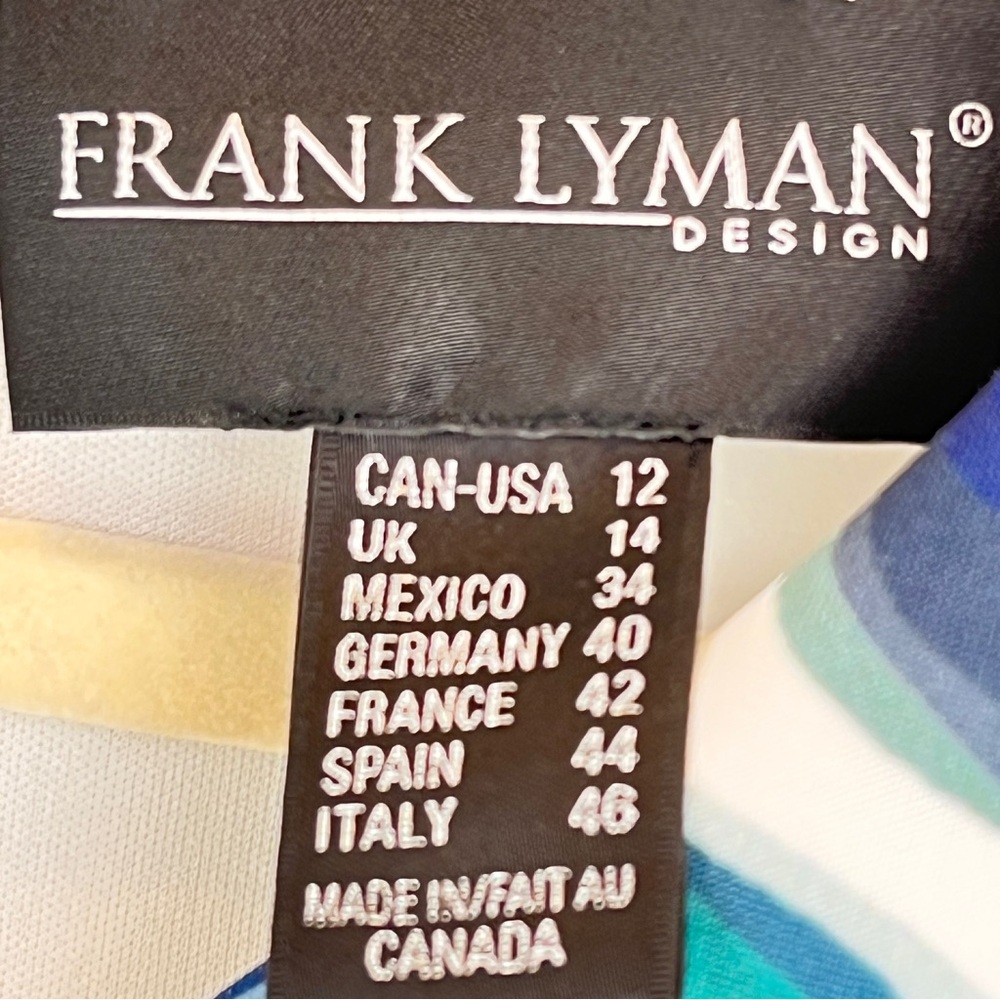 FRANK LYMAN®
DESIGN
CAN-USA 12
UK 14
MEXICO 34
GERMANY 40
FRANCE 42
SPAIN 44
ITALY 46
MADE IN/FAIT AU
CANADA